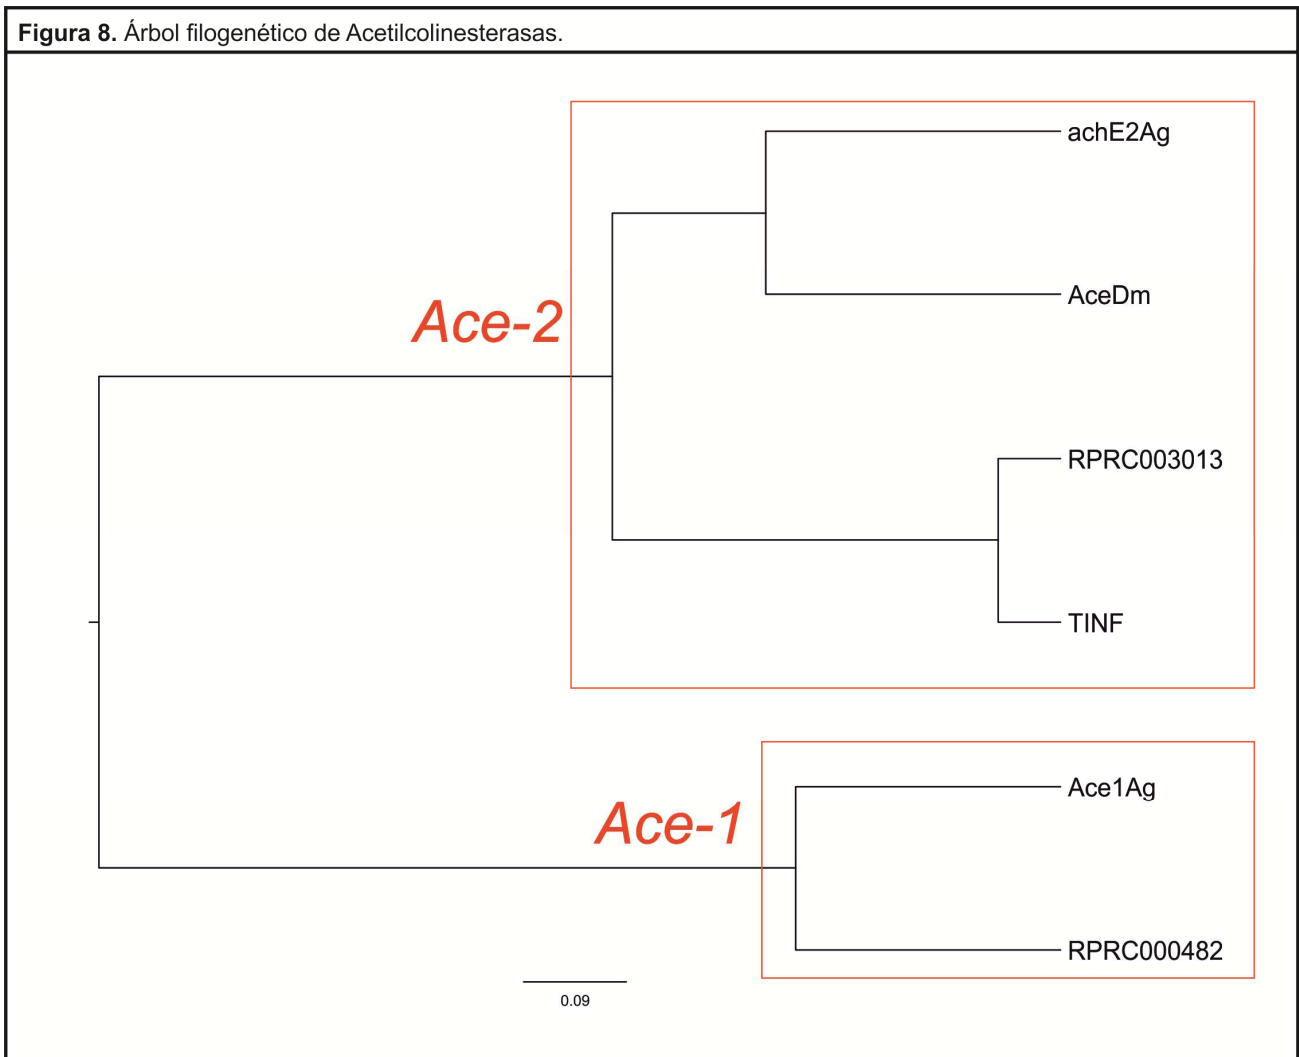 Figura 8. Árbol filogenético de Acetilcolinesterasas.
achE2Ag
AceDm
Ace-2
RPRC003013
TINF
Ace1Ag
Ace-1
RPRC000482
0.09